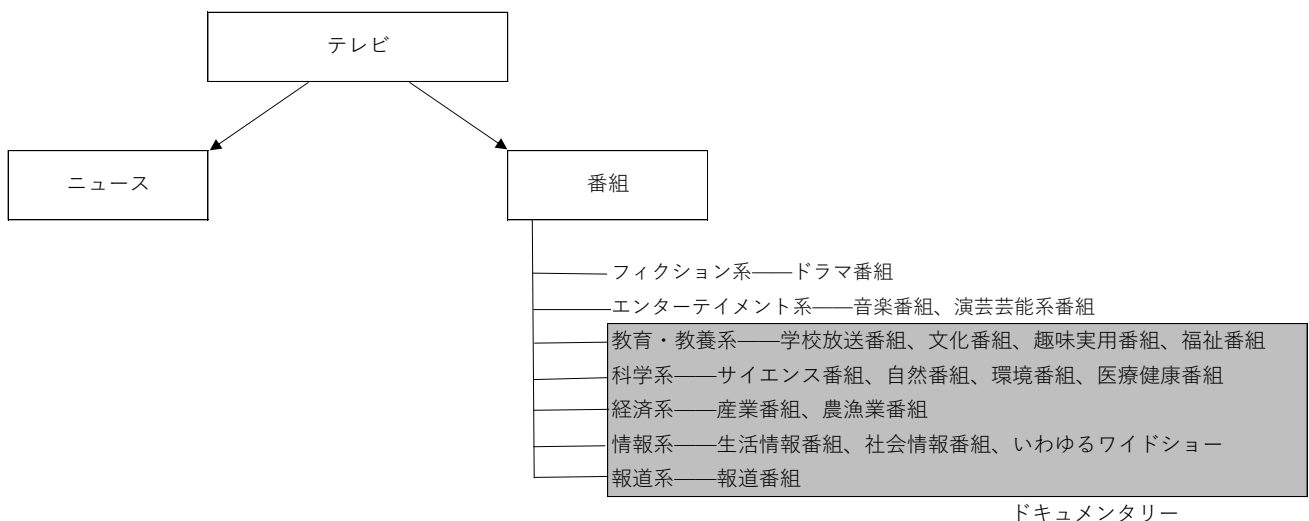 テレビ
ニュース
番組
フィクション系――ドラマ番組
エンターテイメント系――音楽番組、演芸芸能系番組
教育・教養系――学校放送番組、文化番組、趣味実用番組、福祉番組
科学系――サイエンス番組、自然番組、環境番組、医療健康番組
経済系――産業番組、農漁業番組
情報系――生活情報番組、社会情報番組、いわゆるワイドショー
報道系――報道番組
ドキュメンタリー